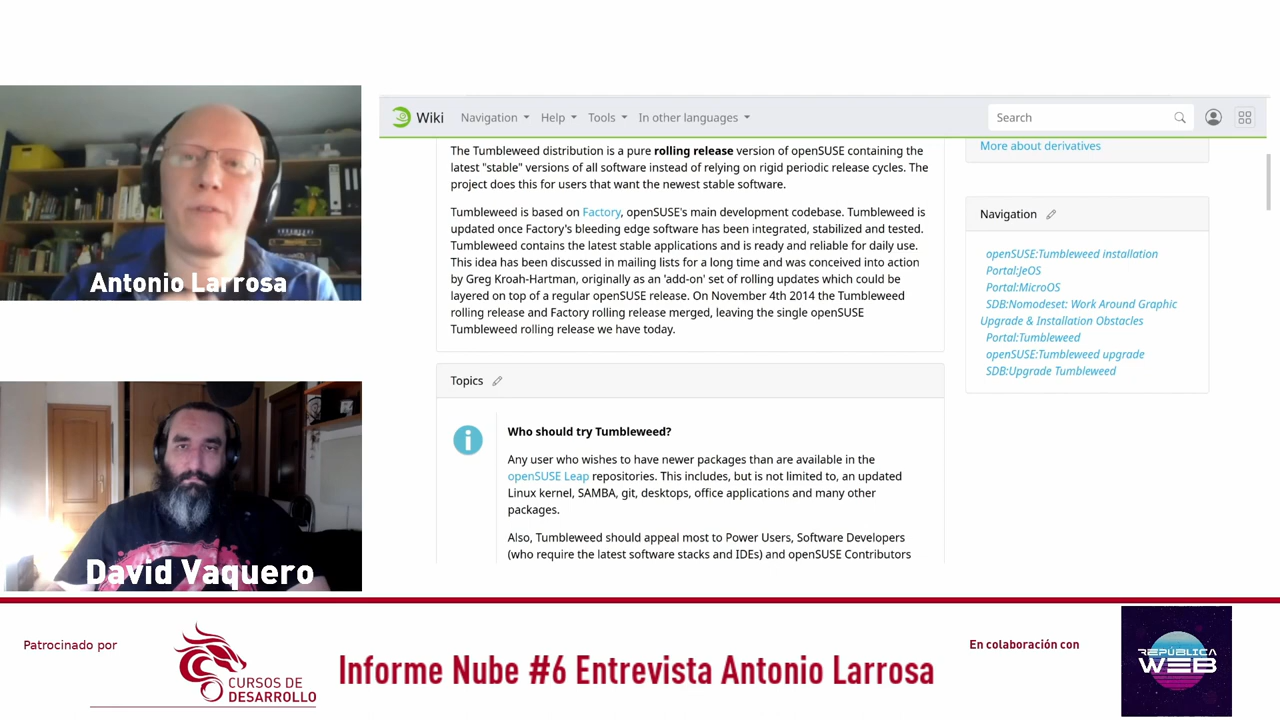 Antonio Larrosa
David Vaquero
Wiki
Navigation
Help
Tools
In other languages
Search
The Tumbleweed distribution is a pure rolling release version of openSUSE containing the
latest "stable" versions of all software instead of relying on rigid periodic release cycles. The
project does this for users that want the newest stable software.
Tumbleweed is based on Factory, openSUSE's main development codebase. Tumbleweed is
updated once Factory's bleeding edge software has been integrated, stabilized and tested.
Tumbleweed contains the latest stable applications and is ready and reliable for daily use.
This idea has been discussed in mailing lists for a long time and was conceived into action
by Greg Kroah-Hartman, originally as an 'add-on' set of rolling updates which could be
layered on top of a regular openSUSE release. On November 4th 2014 the Tumbleweed
rolling release and Factory rolling release merged, leaving the single openSUSE
Tumbleweed rolling release we have today.
Topics
Who should try Tumbleweed?
Any user who wishes to have newer packages than are available in the
openSUSE Leap repositories. This includes, but is not limited to, an updated
Linux kernel, SAMBA, git, desktops, office applications and many other
packages.
Also, Tumbleweed should appeal most to Power Users, Software Developers
(who require the latest software stacks and IDEs) and openSUSE Contributors
More about derivatives
Navigation
openSUSE:Tumbleweed installation
Portal:JeOS
Portal:MicroOS
SDB:Nomodeset: Work Around Graphic
Upgrade & Installation Obstacles
Portal:Tumbleweed
openSUSE:Tumbleweed upgrade
SDB:Upgrade Tumbleweed
Patrocinado por
CURSOS DE
DESARROLLO
Informe Nube #6 Entrevista Antonio Larrosa
En colaboración con
REPÚBLICA
WEB